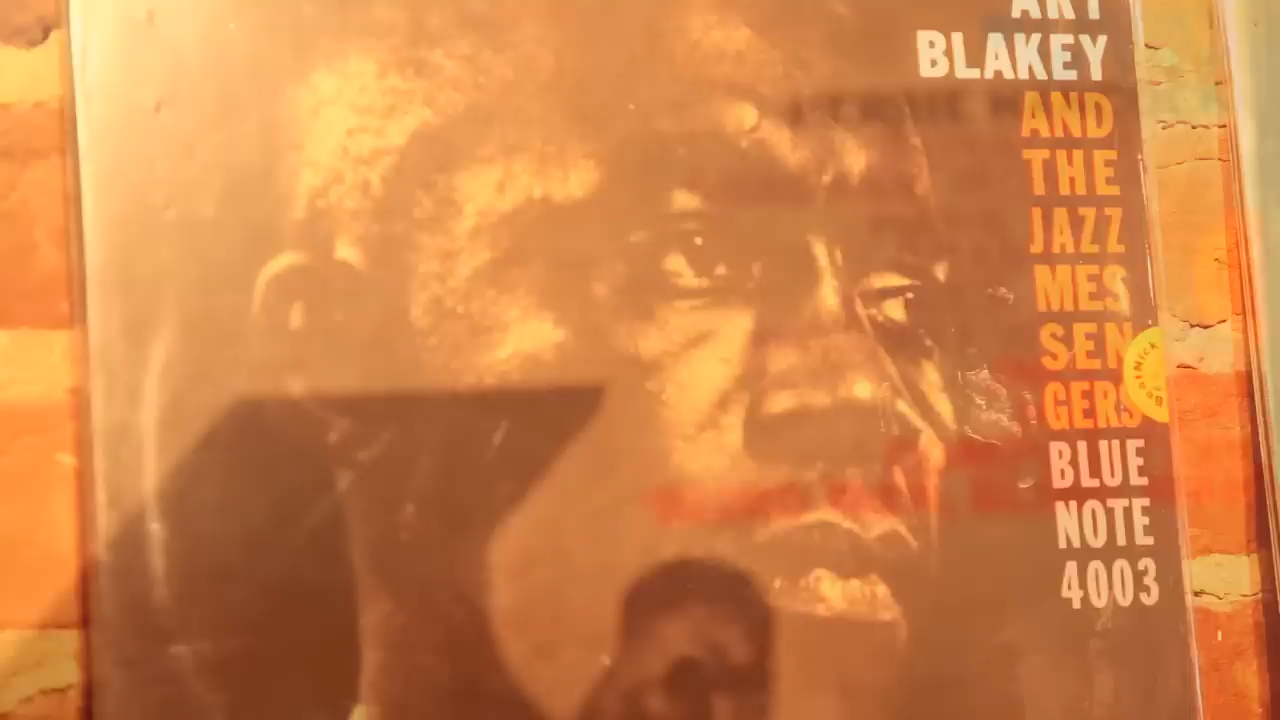 ART
BLAKEY
AND
THE
JAZZ
MES
SEN
GERS
BLUE
NOTE
4003